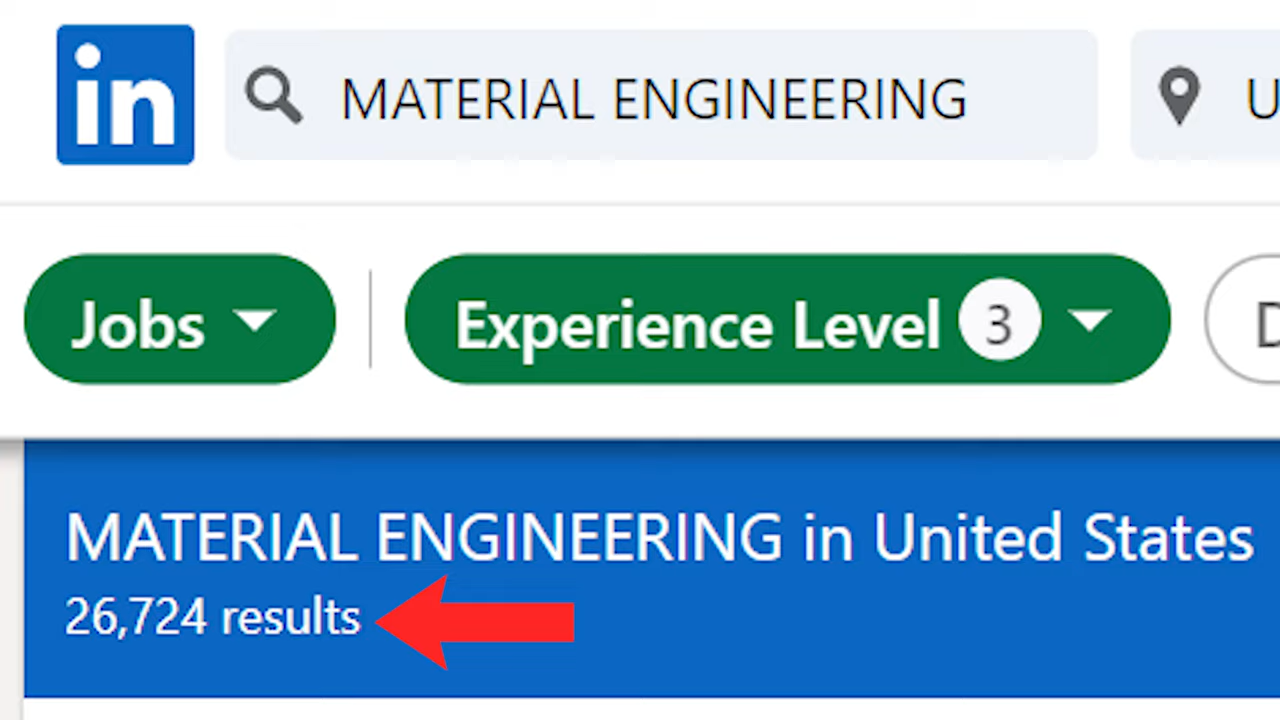 in
MATERIAL ENGINEERING
U
Jobs
Experience Level 3
D
MATERIAL ENGINEERING in United States
26,724 results